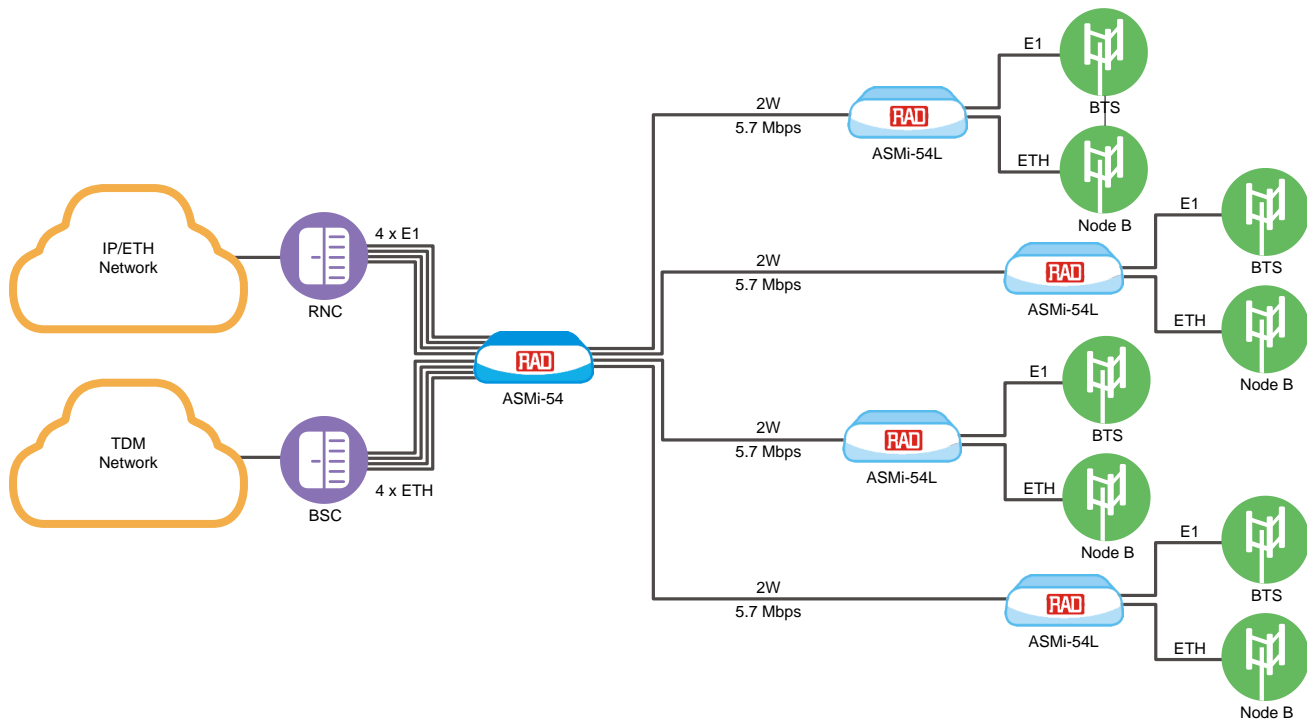 IP/ETH
Network
RNC
4 x E1
TDM
Network
BSC
4 x ETH
RAD
ASMi-54
2W
5.7 Mbps
RAD
ASMi-54L
E1
BTS
ETH
Node B
2W
5.7 Mbps
RAD
ASMi-54L
E1
BTS
ETH
Node B
2W
5.7 Mbps
RAD
ASMi-54L
E1
BTS
ETH
Node B
2W
5.7 Mbps
RAD
ASMi-54L
E1
BTS
ETH
Node B